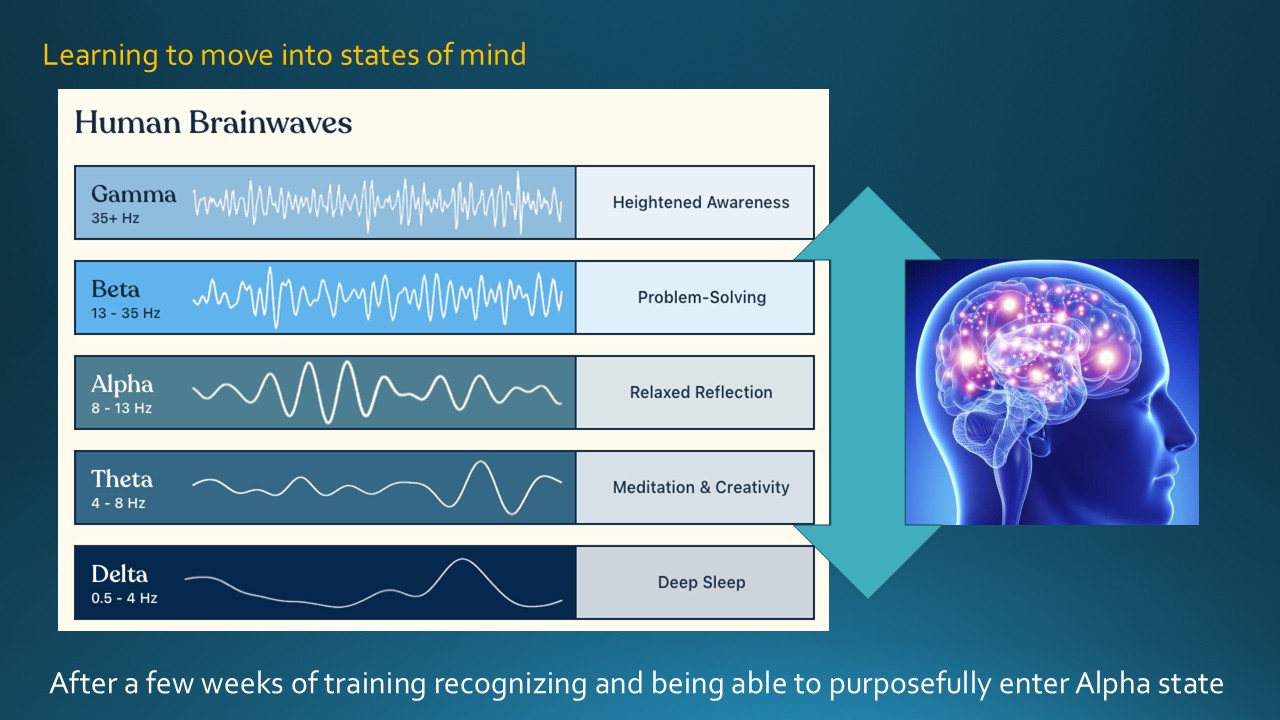 Learning to move into states of mind
Human Brainwaves
Gamma
35+ Hz
Heightened Awareness
Beta
13 - 35 Hz
Problem-Solving
Alpha
8 - 13 Hz
Relaxed Reflection
Theta
4 - 8 Hz
Meditation & Creativity
Delta
0.5 - 4 Hz
Deep Sleep
After a few weeks of training recognizing and being able to purposefully enter Alpha state